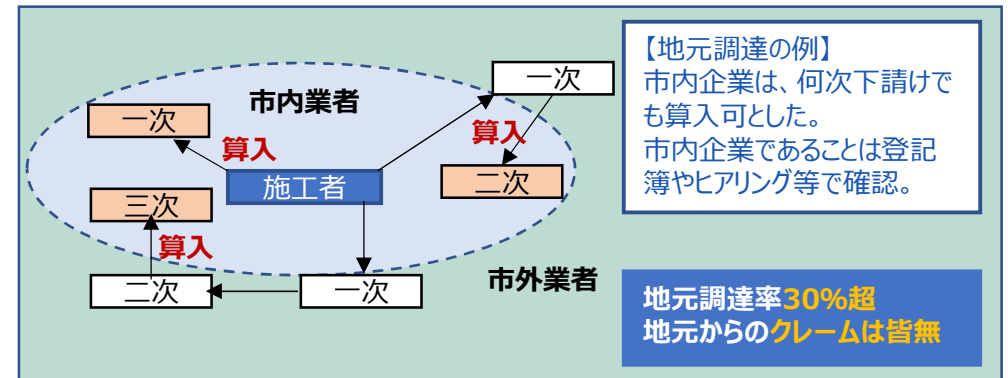 【地元調達の例】
市内企業は、何次下請けで
も算入可とした。
市内企業であることは登記
簿やヒアリング等で確認。
市内業者
一次
一次
算入
算入
施工者
二次
三次
算入
二次
一次
市外業者
地元調達率30%超
地元からのクレームは皆無